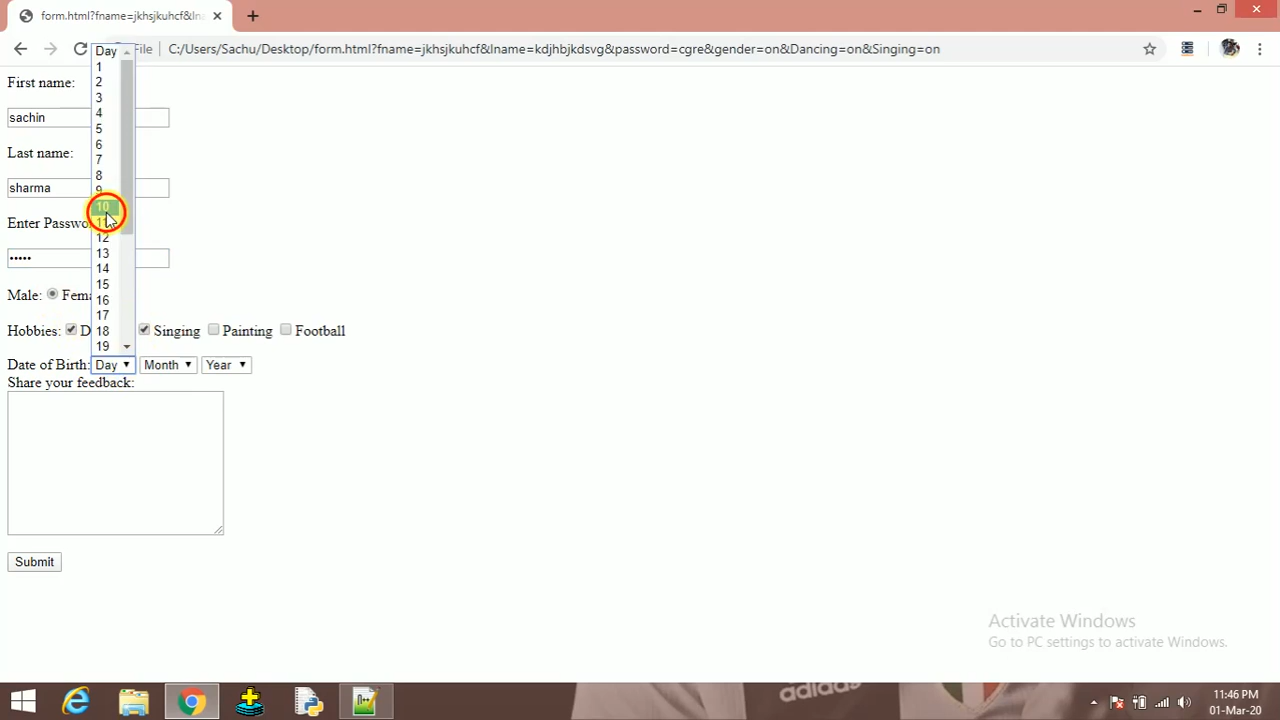 form.html?fname=jkhsjkuhcf&ln
File C:/Users/Sachu/Desktop/form.html?fname=jkhsjkuhcf&lname=kdjhbjkdsvg&password=cgre&gender=on&Dancing=on&Singing=on
Day
1
2
3
4
5
6
7
8
9
10
11
12
13
14
15
16
17
18
19
First name:
sachin
Last name:
sharma
Enter
•••••
Male:
Hobbies: Singing Painting Football
Date of Birth: Day Month Year
Share your feedback:
Submit
Activate Windows
Go to PC settings to activate Windows.
adidas
11:46 PM
01-Mar-20